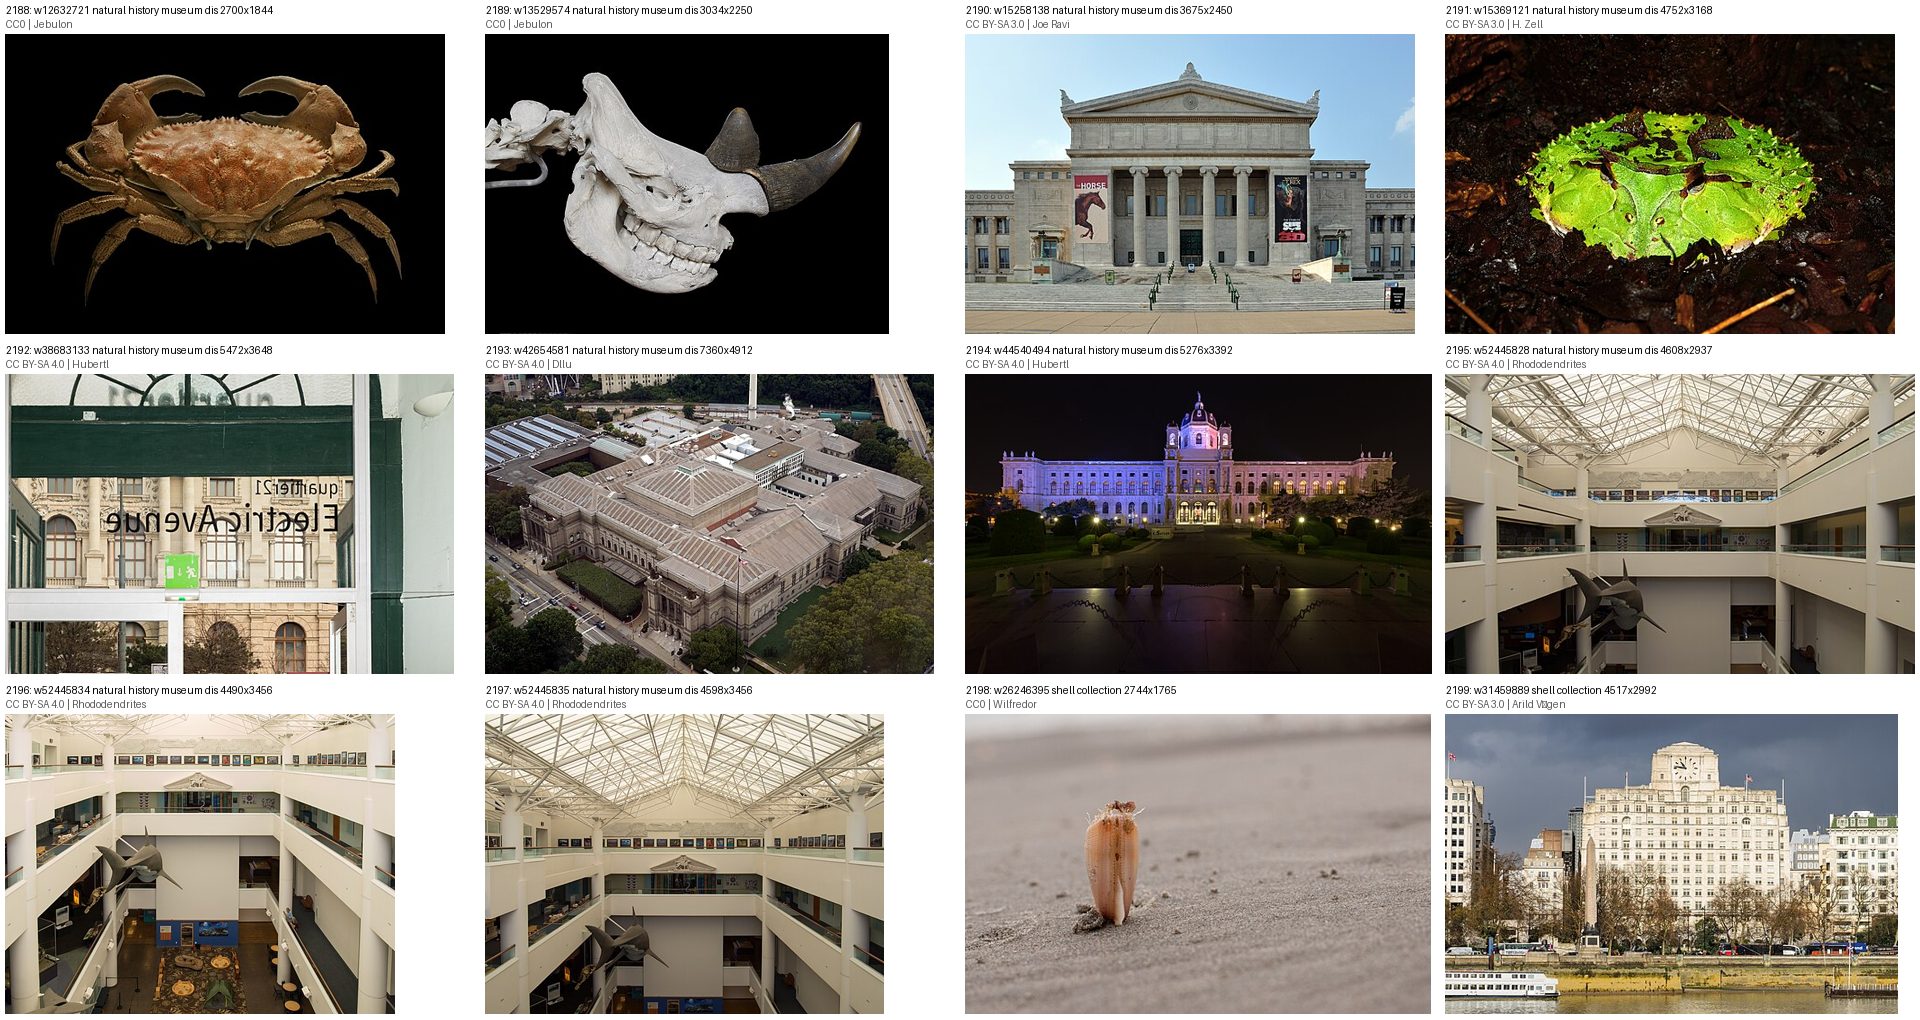 2188: w12632721 natural history museum dis 2700x1844
CC0 | Jebulon
2189: w13529574 natural history museum dis 3034x2250
CC0 | Jebulon
2190: w15258138 natural history museum dis 3675x2450
CC BY-SA 3.0 | Joe Ravi
HORSE
2191: w15369121 natural history museum dis 4752x3168
CC BY-SA 3.0 | H. Zell
2192: w38683133 natural history museum dis 5472x3648
CC BY-SA 4.0 | Hubertl
quartier21
Electric Avenue
2193: w42654581 natural history museum dis 7360x4912
CC BY-SA 4.0 | Dllu
2194: w44540494 natural history museum dis 5276x3392
CC BY-SA 4.0 | Hubertl
2195: w52445828 natural history museum dis 4608x2937
CC BY-SA 4.0 | Rhododendrites
2196: w52445834 natural history museum dis 4490x3456
CC BY-SA 4.0 | Rhododendrites
2197: w52445835 natural history museum dis 4598x3456
CC BY-SA 4.0 | Rhododendrites
2198: w26246395 shell collection 2744x1765
CC0 | Wilfredor
2199: w31459889 shell collection 4517x2992
CC BY-SA 3.0 | Arild